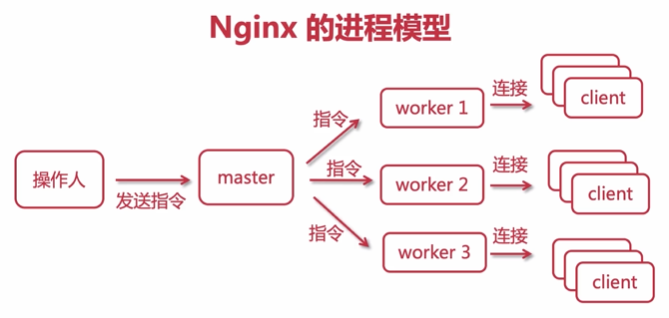 Nginx 的进程模型
操作人
发送指令
master
指令
指令
指令
worker 1
连接
client
worker 2
连接
client
worker 3
连接
client